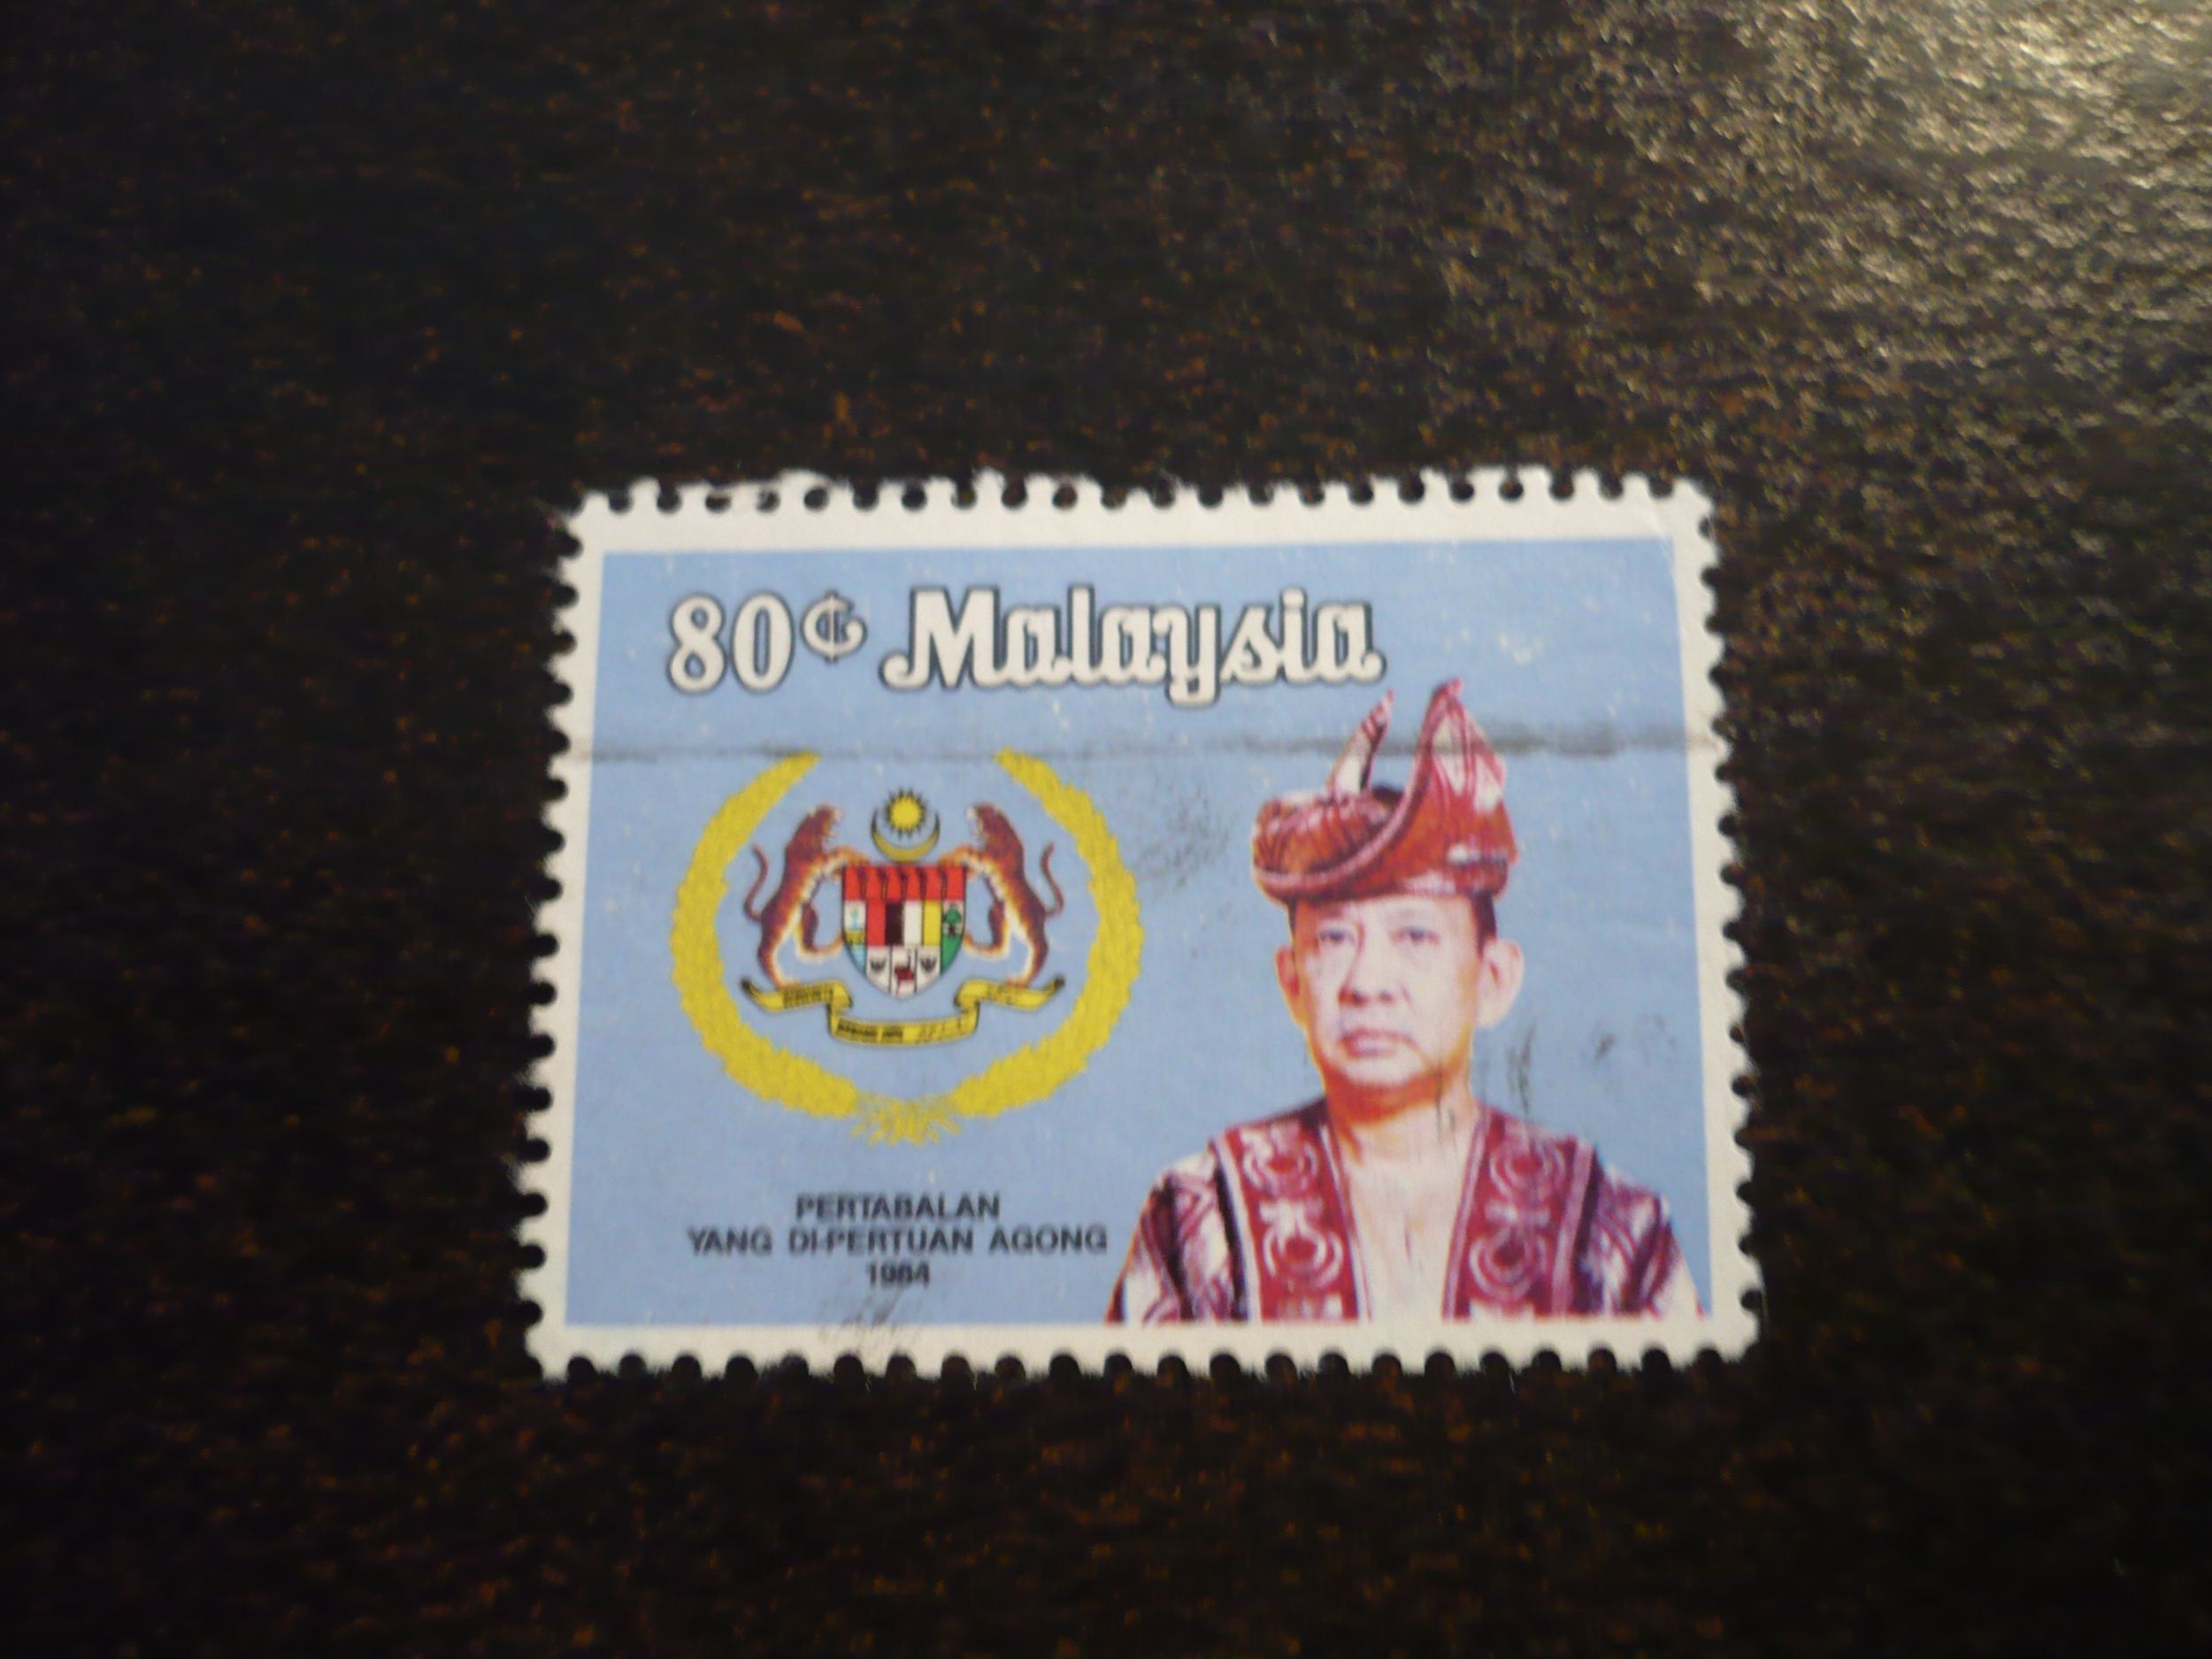 80¢ Malaysia
PERTABALAN
YANG DI-PERTUAN AGONG
1984